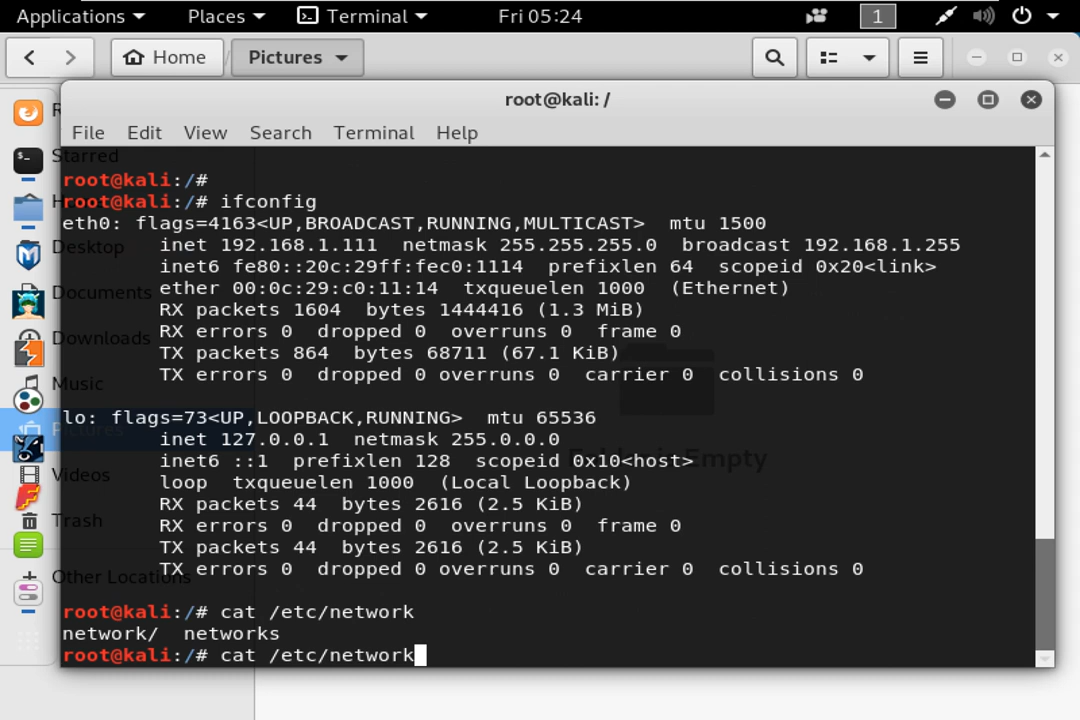 Applications Places Terminal Fri 05:24 1
Home Pictures
root@kali: /
File Edit View Search Terminal Help
Starred
Desktop
Documents
Downloads
Music
Pictures
Videos
Trash
Other Locations
Folder is Empty
root@kali:/#
root@kali:/# ifconfig
eth0: flags=4163<UP,BROADCAST,RUNNING,MULTICAST>  mtu 1500
inet 192.168.1.111  netmask 255.255.255.0  broadcast 192.168.1.255
inet6 fe80::20c:29ff:fec0:1114  prefixlen 64  scopeid 0x20<link>
ether 00:0c:29:c0:11:14  txqueuelen 1000  (Ethernet)
RX packets 1604  bytes 1444416 (1.3 MiB)
RX errors 0  dropped 0  overruns 0  frame 0
TX packets 864  bytes 68711 (67.1 KiB)
TX errors 0  dropped 0 overruns 0  carrier 0  collisions 0
lo: flags=73<UP,LOOPBACK,RUNNING>  mtu 65536
inet 127.0.0.1  netmask 255.0.0.0
inet6 ::1  prefixlen 128  scopeid 0x10<host>
loop  txqueuelen 1000  (Local Loopback)
RX packets 44  bytes 2616 (2.5 KiB)
RX errors 0  dropped 0  overruns 0  frame 0
TX packets 44  bytes 2616 (2.5 KiB)
TX errors 0  dropped 0 overruns 0  carrier 0  collisions 0
root@kali:/# cat /etc/network
network/  networks
root@kali:/# cat /etc/network